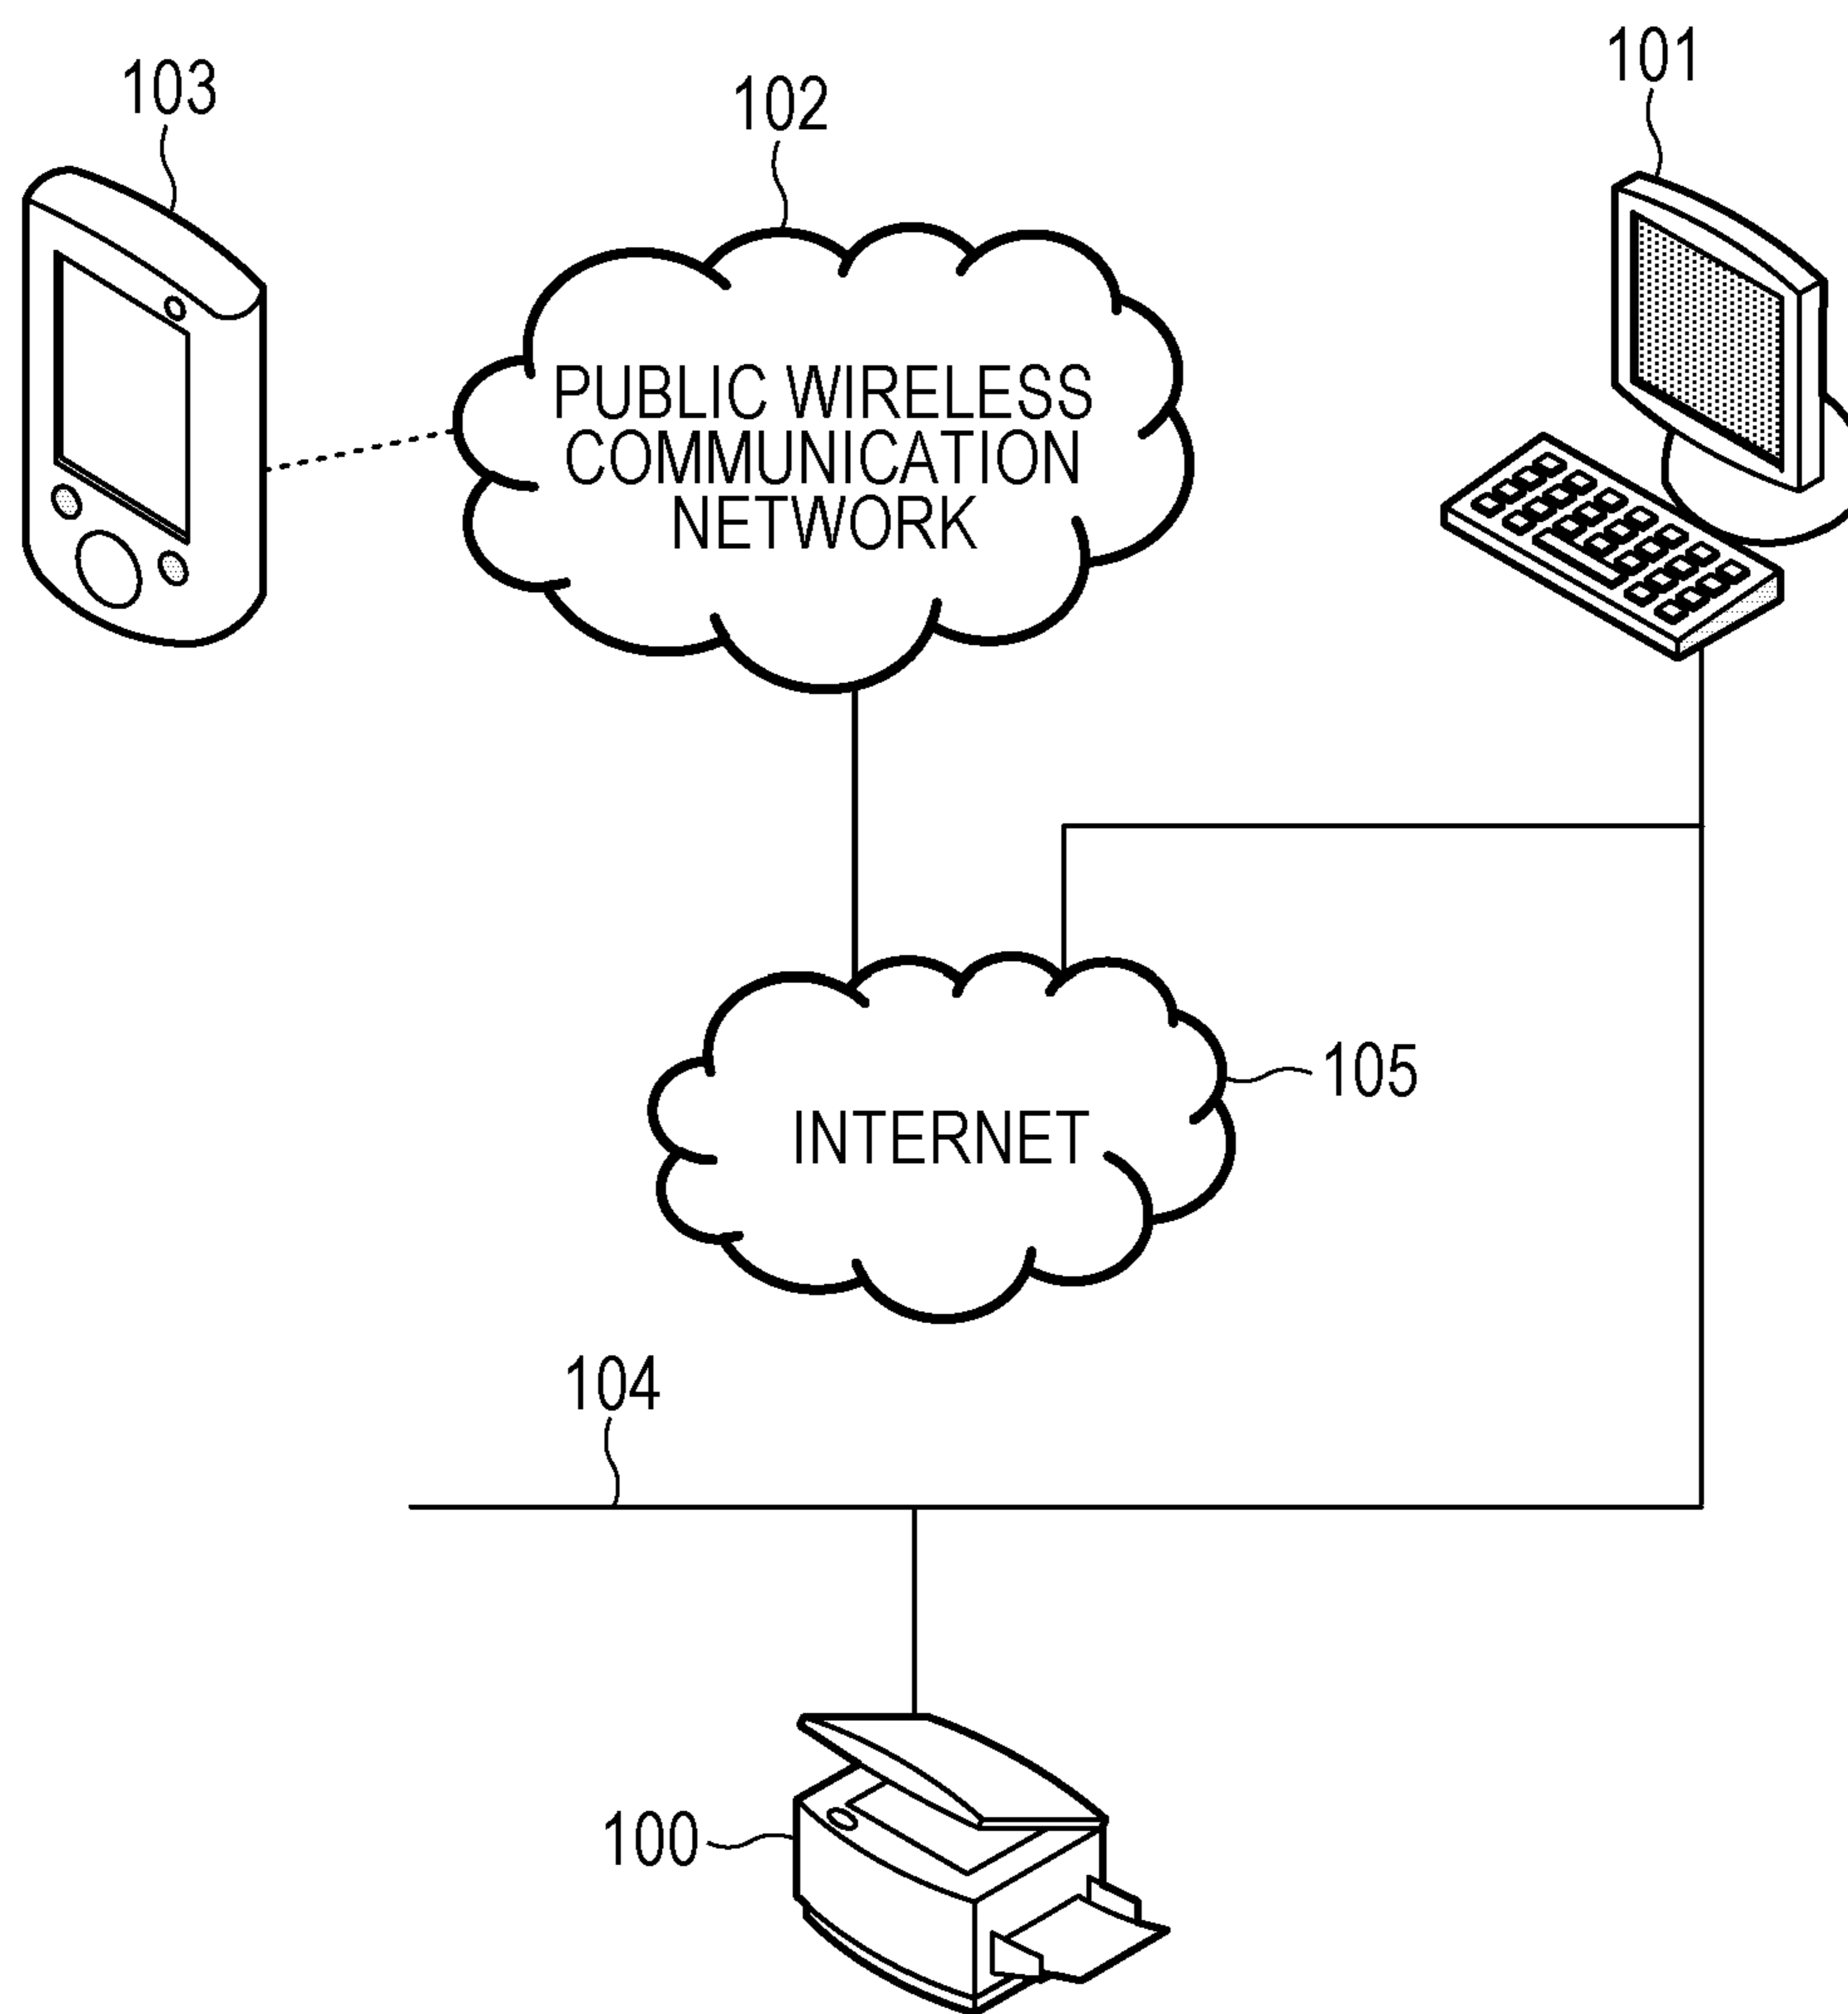 101
103
102
PUBLIC WIRELESS
COMMUNICATION
NETWORK
105
INTERNET
104
100